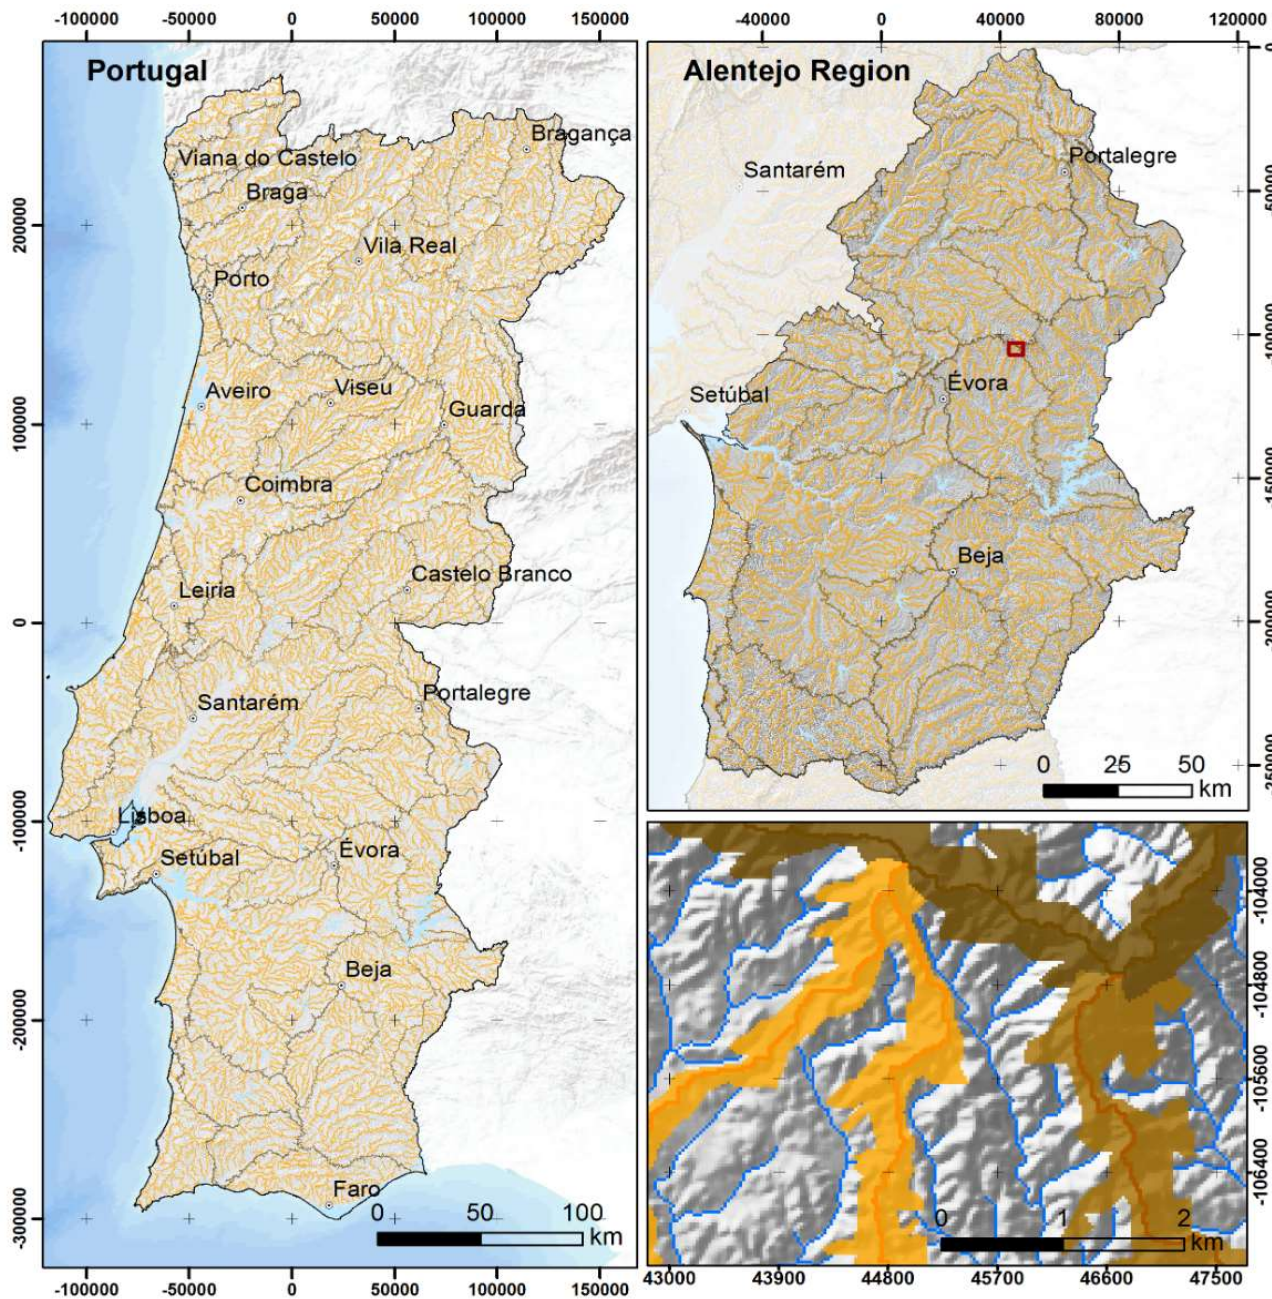 -100000 -50000 0 50000 100000 150000
-40000 0 40000 80000 120000
Portugal
Bragança
Viana do Castelo
Braga
Vila Real
Porto
Aveiro
Viseu
Guarda
Coimbra
Leiria
Castelo Branco
Santarém
Portalegre
Lisboa
Setúbal
Évora
Beja
Faro
0 50 100
km
200000
100000
0
-100000
-200000
-300000
-100000 -50000 0 50000 100000 150000
Alentejo Region
Portalegre
Santarém
Setúbal
Évora
Beja
0 25 50
km
0
-50000
-100000
-150000
-200000
-250000
-104000
-104800
-105600
-106400
0 1 2
km
43000 43900 44800 45700 46600 47500